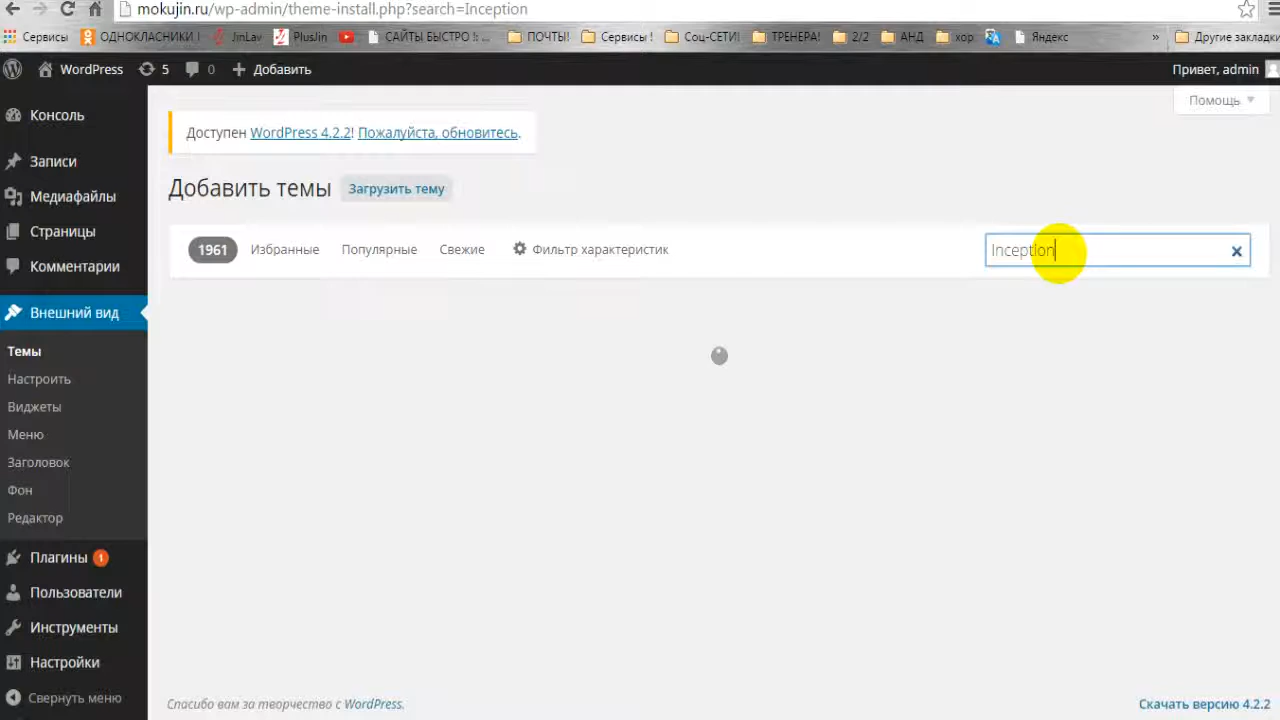 mokujin.ru/wp-admin/theme-install.php?search=Inception
Сервисы ОДНОКЛАСНИКИ ! JinLav PlusJin САЙТЫ БЫСТРО !: ... ПОЧТЫ! Сервисы ! Соц-СЕТИ! ТРЕНЕРА! 2/2 АНД хор Яндекс » Другие закладки
WordPress 5 0 Добавить Привет, admin
Помощь
Консоль
Записи
Медиафайлы
Страницы
Комментарии
Внешний вид
Темы
Настроить
Виджеты
Меню
Заголовок
Фон
Редактор
Плагины 1
Пользователи
Инструменты
Настройки
Свернуть меню
Доступен WordPress 4.2.2! Пожалуйста, обновитесь.
Добавить темы Загрузить тему
1961 Избранные Популярные Свежие Фильтр характеристик Inception
Спасибо вам за творчество с WordPress. Скачать версию 4.2.2